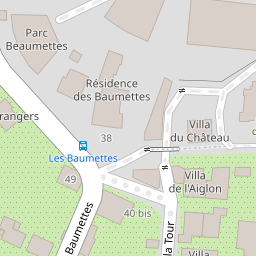 Parc
Beaumettes
Résidence
des Baumettes
rangers
38
Villa
du Château
Les Baumettes
49
Villa
de l'Aiglon
40 bis
Baumettes
la Tour
Villa